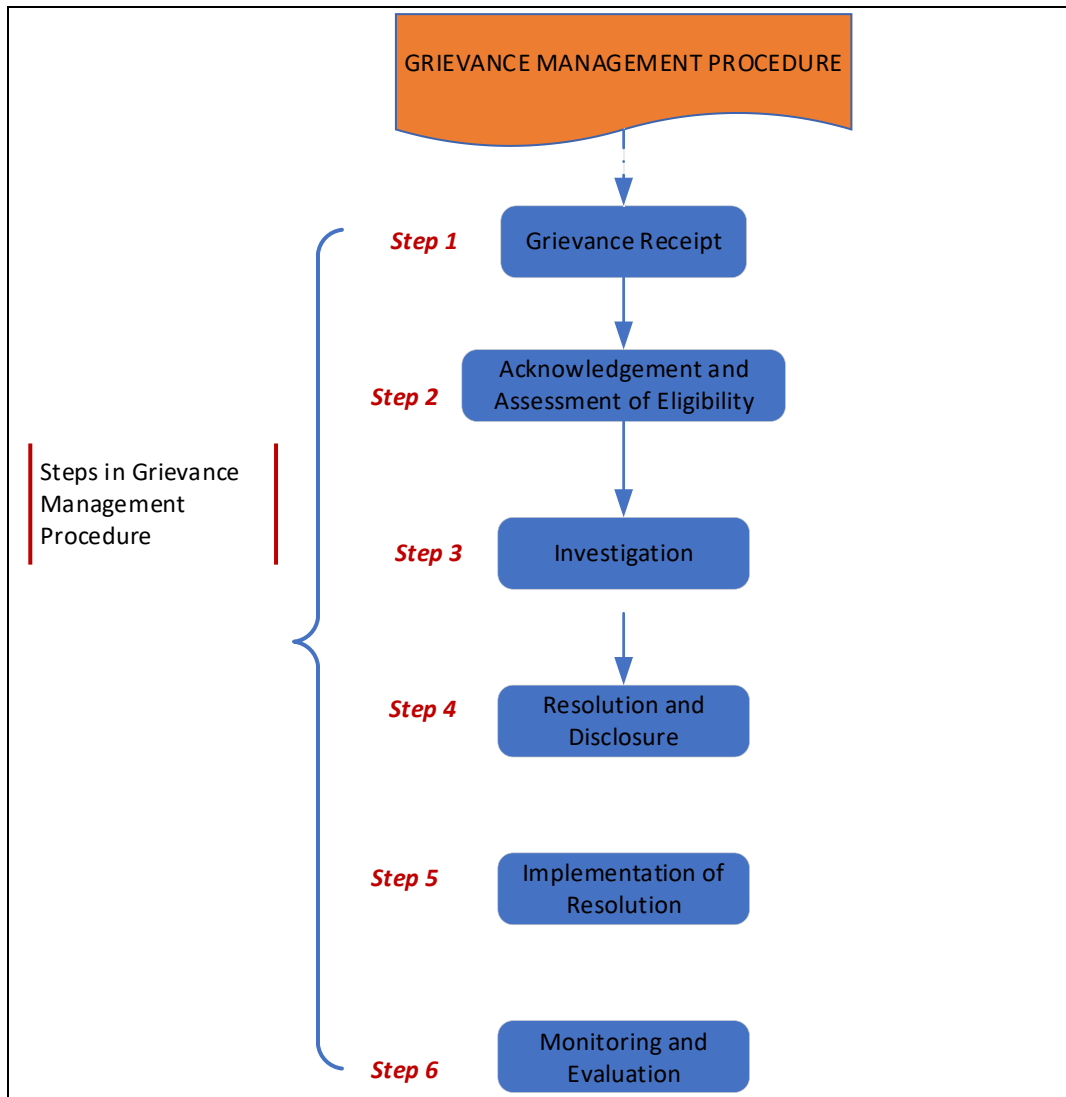 GRIEVANCE MANAGEMENT PROCEDURE
Step 1
Grievance Receipt
Step 2
Acknowledgement and
Assessment of Eligibility
Steps in Grievance
Management
Procedure
Step 3
Investigation
Step 4
Resolution and
Disclosure
Step 5
Implementation of
Resolution
Step 6
Monitoring and
Evaluation